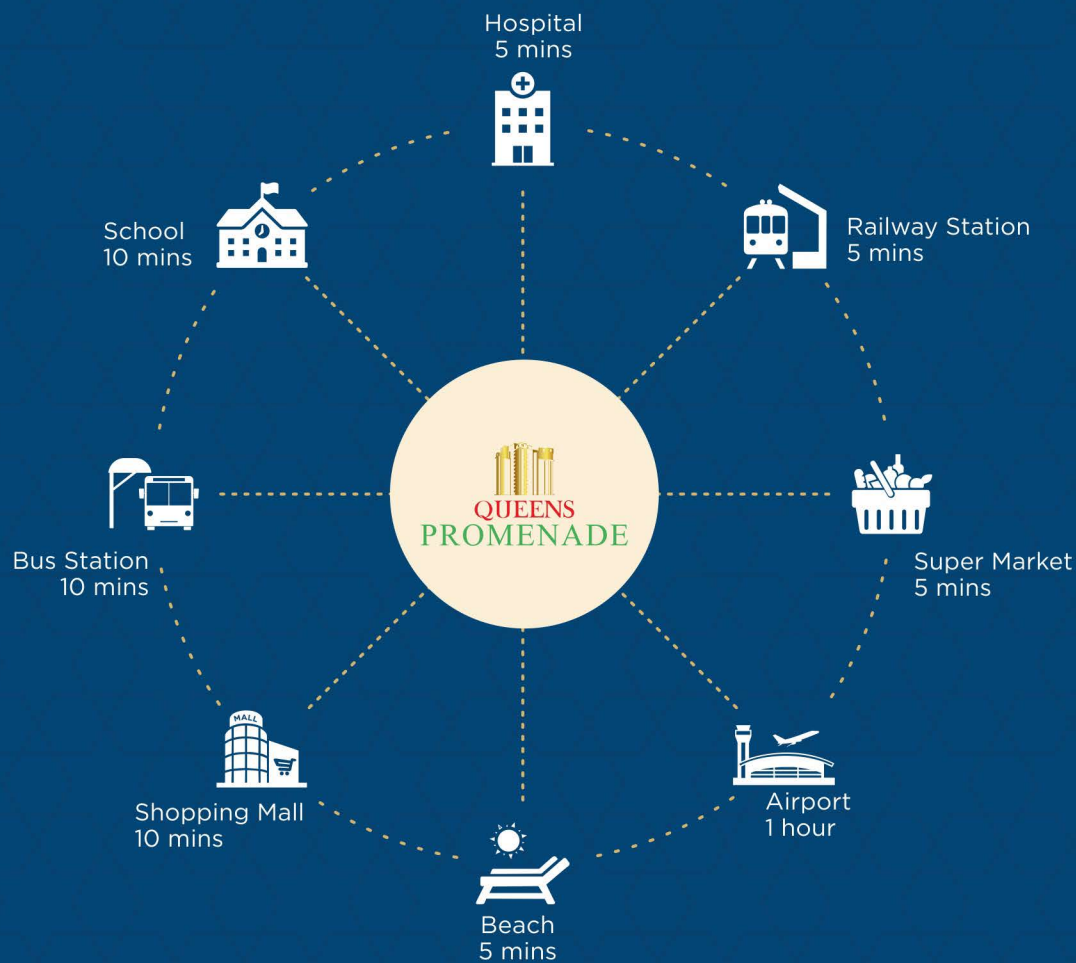 Hospital
5 mins
Railway Station
5 mins
School
10 mins
QUEENS
PROMENADE
Super Market
5 mins
Bus Station
10 mins
MALL
Shopping Mall
10 mins
Airport
1 hour
Beach
5 mins